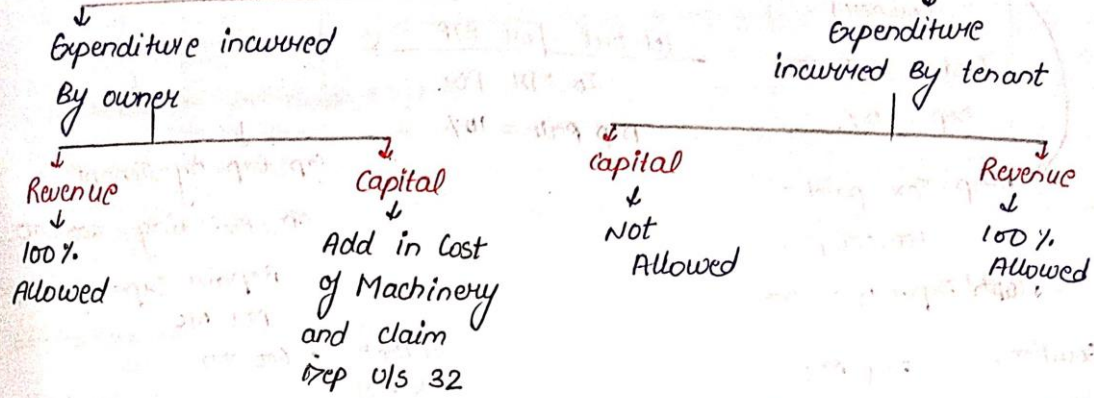 Expenditure incurred
By owner
Expenditure
incurred By tenant
Revenue
100%
Allowed
Capital
Add in Cost
of Machinery
and claim
Dep U/S 32
Capital
Not
Allowed
Revenue
100%
Allowed